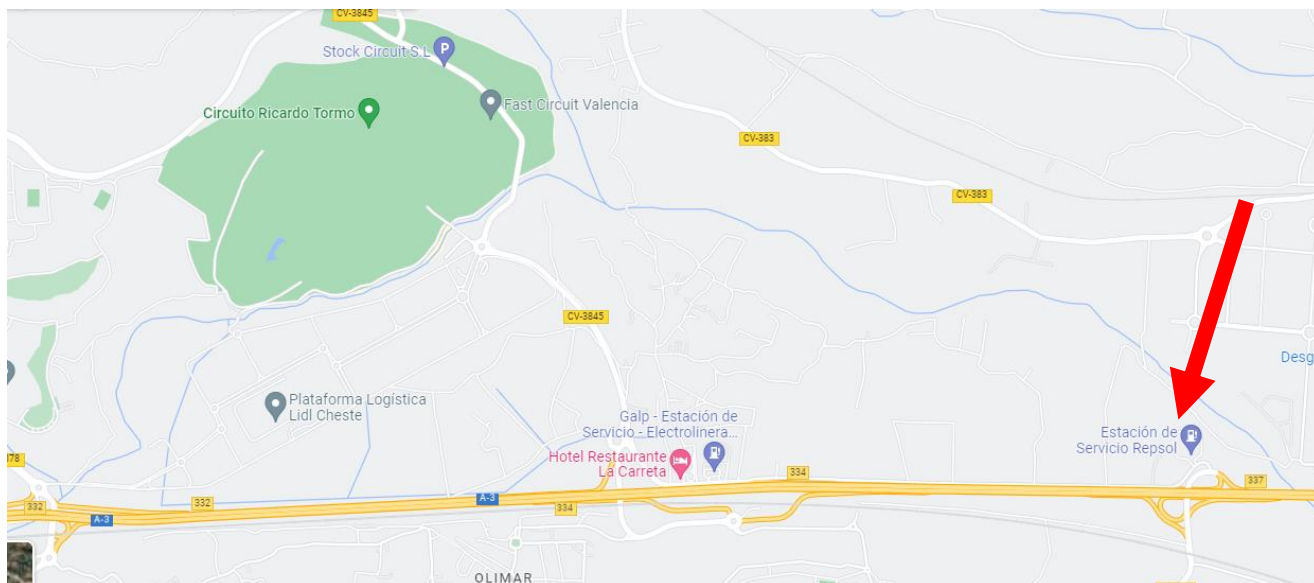 CV-3845
Stock Circuit S.L
P
Circuito Ricardo Tormo
Fast Circuit Valencia
CV-383
CV-383
CV-3845
Desg
Plataforma Logística
Lidl Cheste
Galp - Estación de
Servicio - Electrolinera...
Estación de
Servicio Repsol
Hotel Restaurante
La Carreta
378
334
337
332
332
A-3
A-3
334
OLIMAR